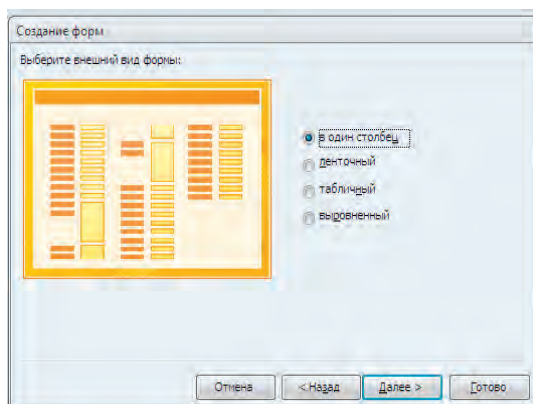 Создание форм
Выберите внешний вид формы:
в один столбец
ленточный
табличный
выровненный
Отмена
< Назад
Далее >
Готово